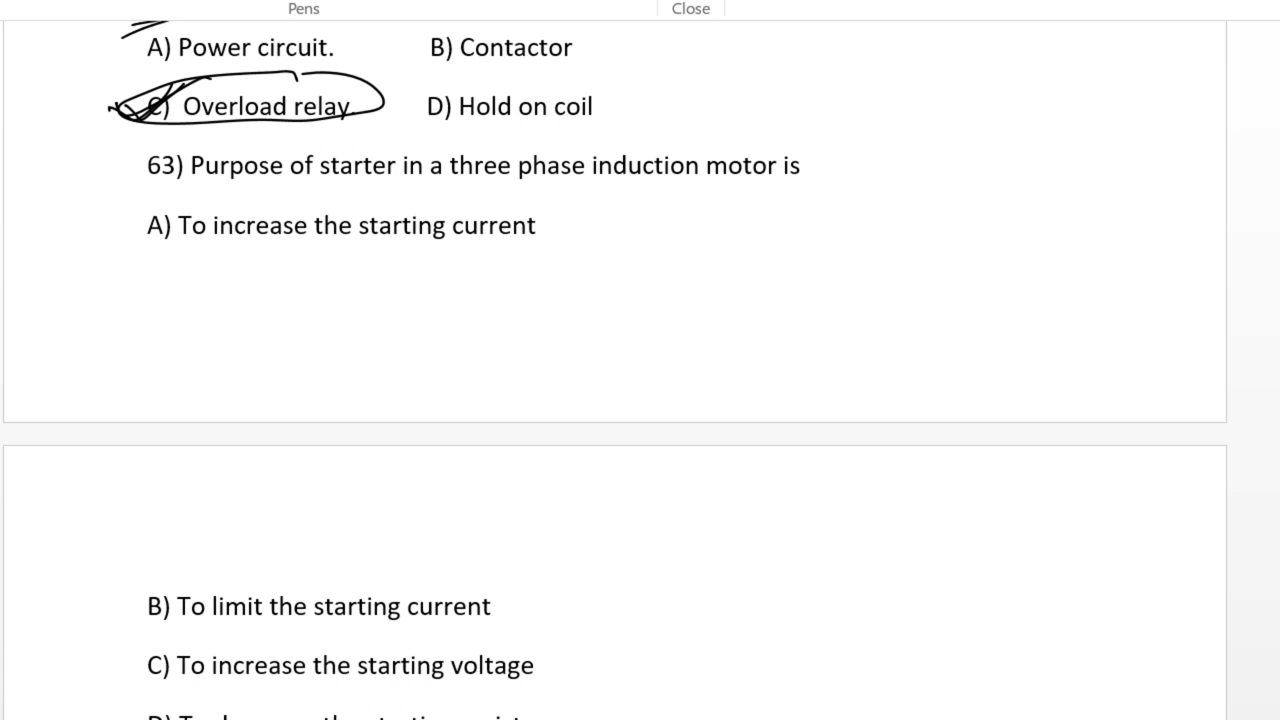 Pens Close
A) Power circuit. B) Contactor
C) Overload relay. D) Hold on coil
63) Purpose of starter in a three phase induction motor is
A) To increase the starting current
B) To limit the starting current
C) To increase the starting voltage